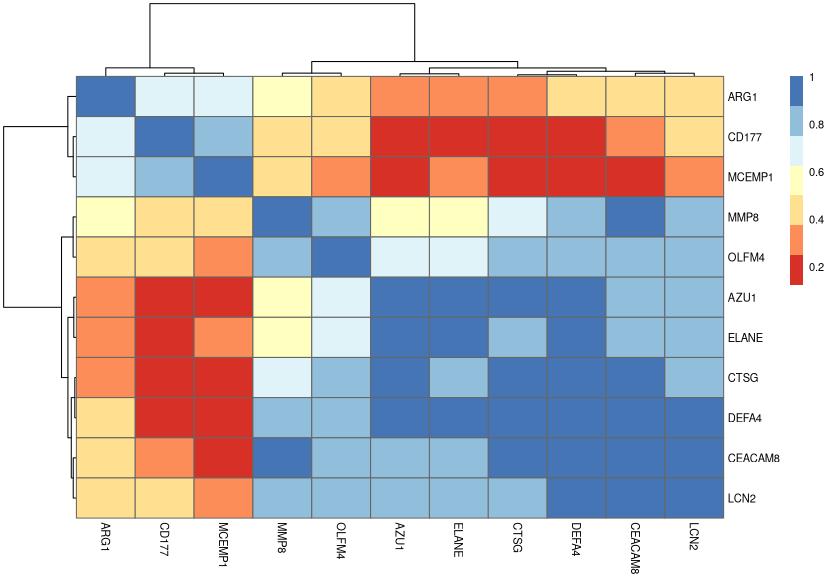 1
ARG1
0.8
CD177
MCEMP1
0.6
MMP8
0.4
OLFM4
0.2
AZU1
ELANE
CTSG
DEFA4
CEACAM8
LCN2
ARG1
CD177
MCEMP1
MMP8
OLFM4
AZU1
ELANE
CTSG
DEFA4
CEACAM8
LCN2